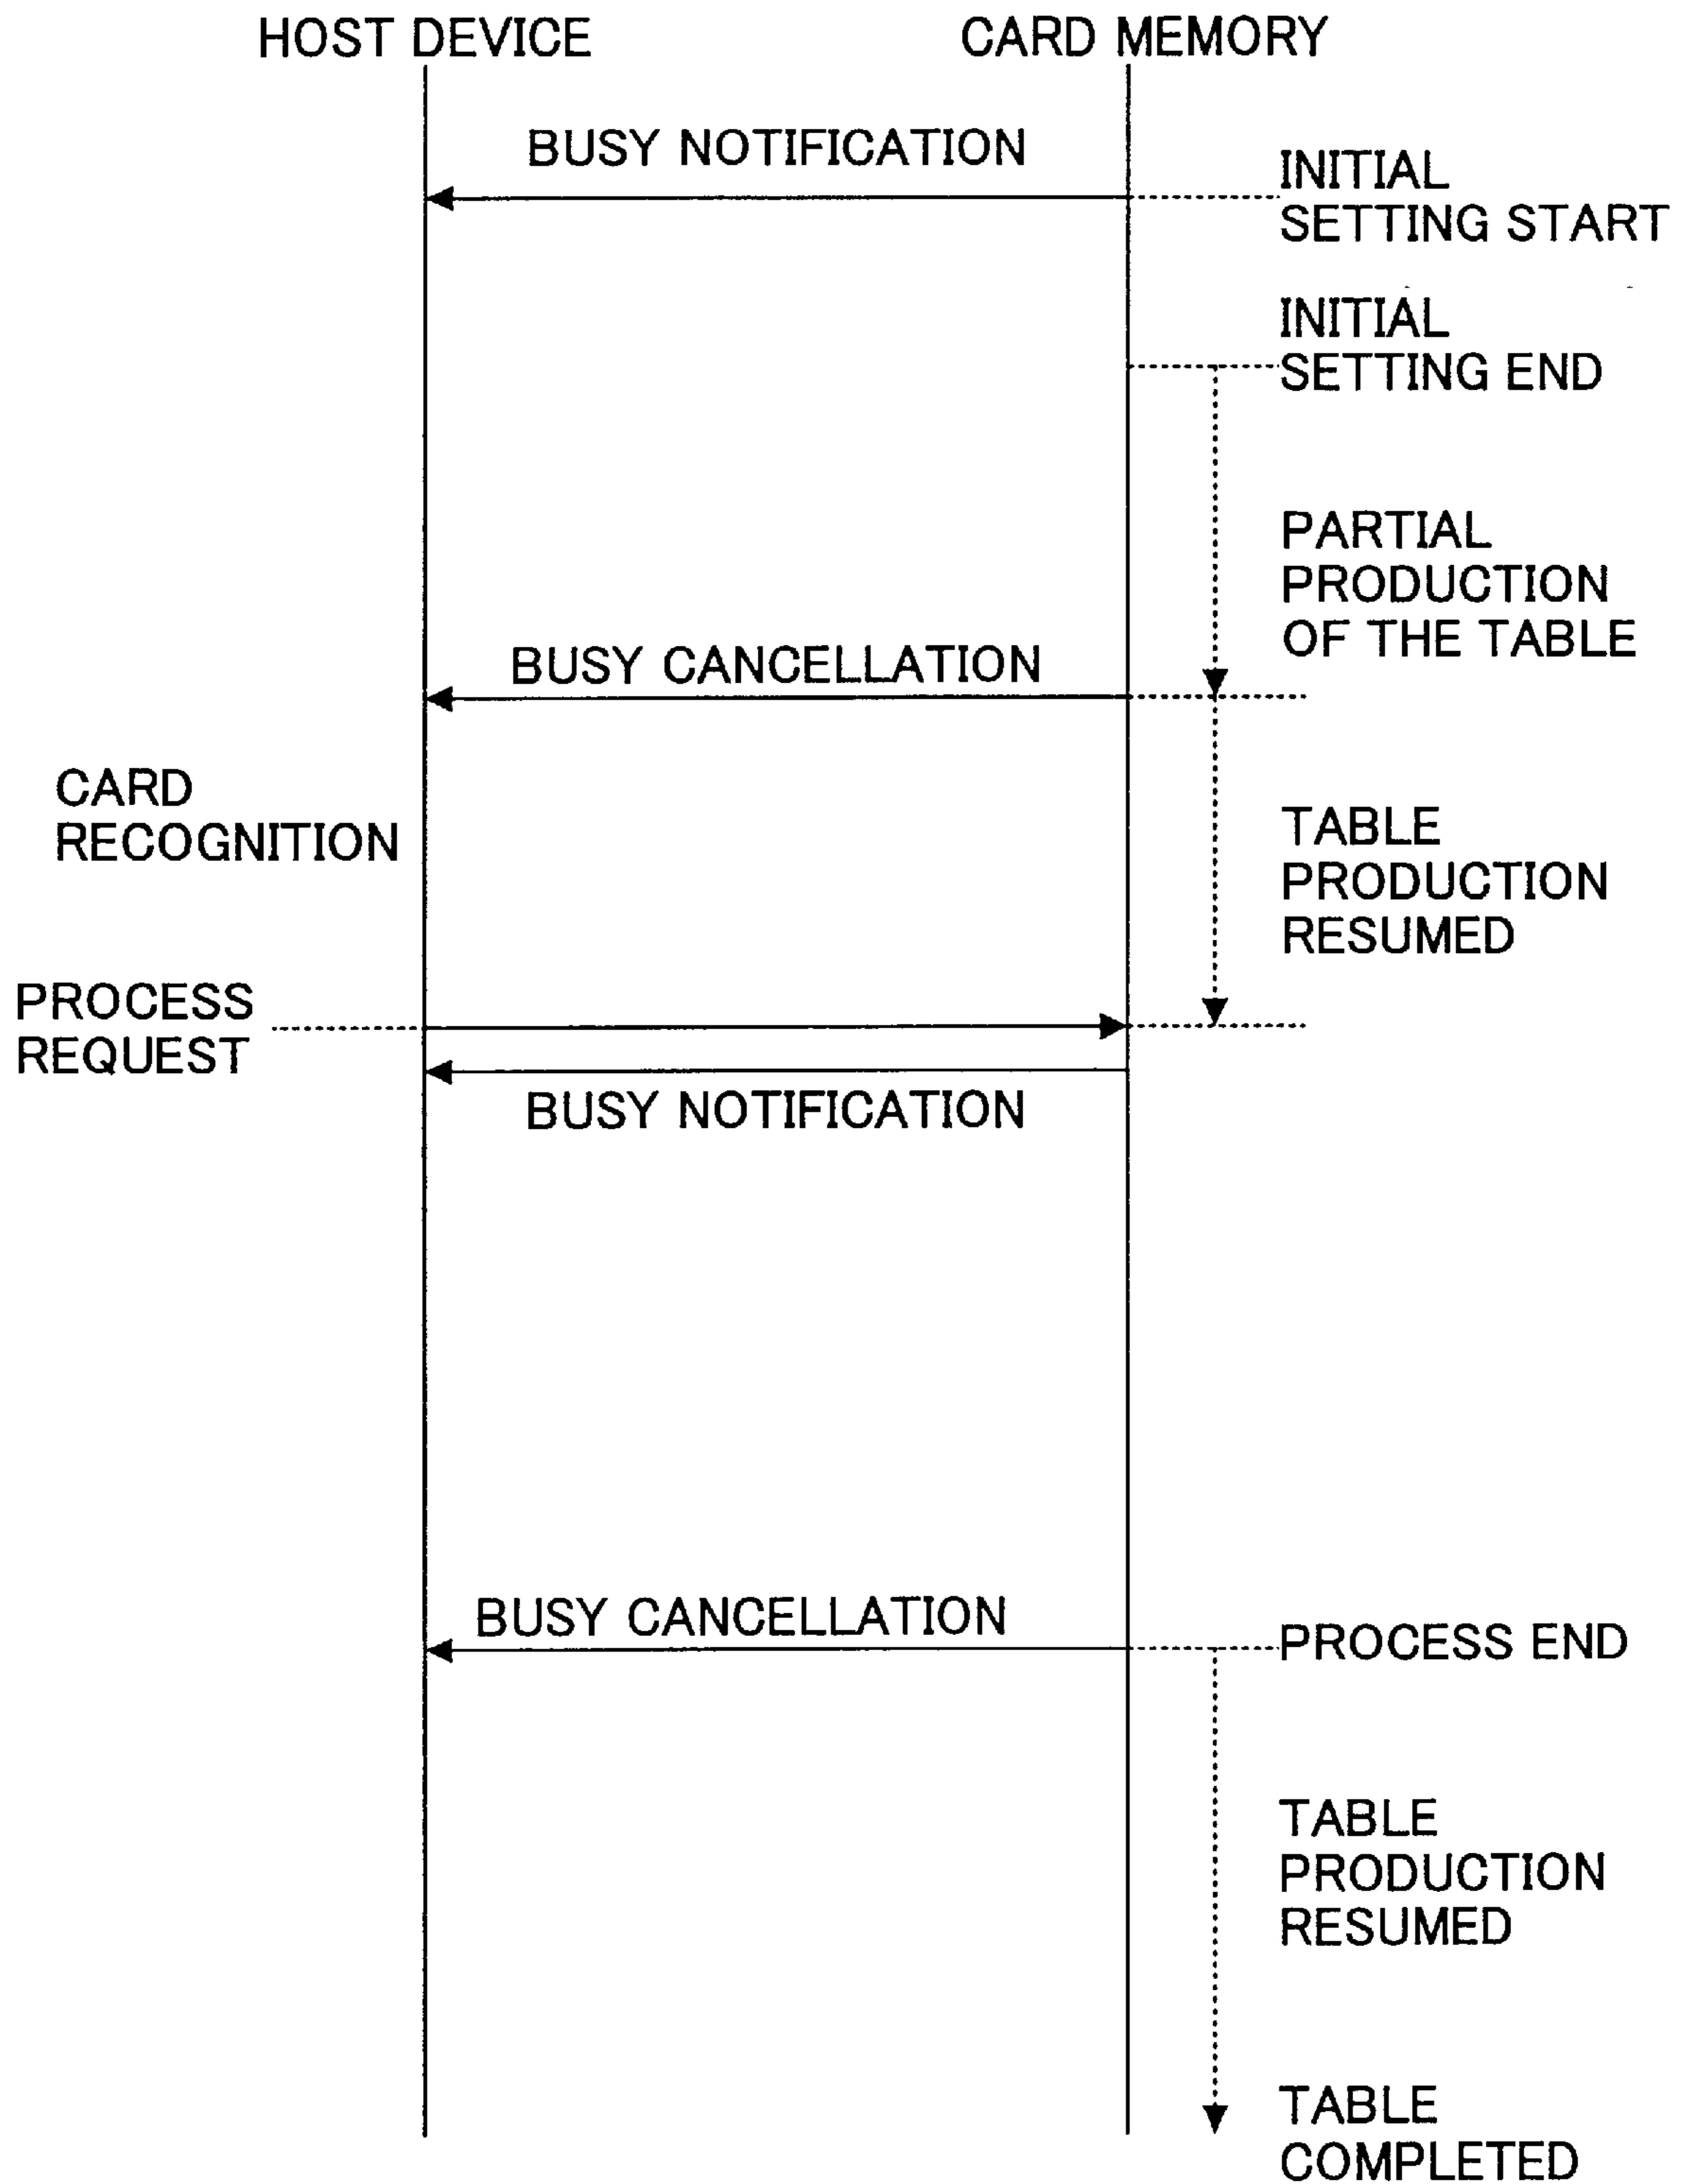 HOST DEVICE
CARD MEMORY
BUSY NOTIFICATION
INITIAL
SETTING START
INITIAL
SETTING END
PARTIAL
PRODUCTION
OF THE TABLE
BUSY CANCELLATION
CARD
RECOGNITION
TABLE
PRODUCTION
RESUMED
PROCESS
REQUEST
BUSY NOTIFICATION
BUSY CANCELLATION
PROCESS END
TABLE
PRODUCTION
RESUMED
TABLE
COMPLETED